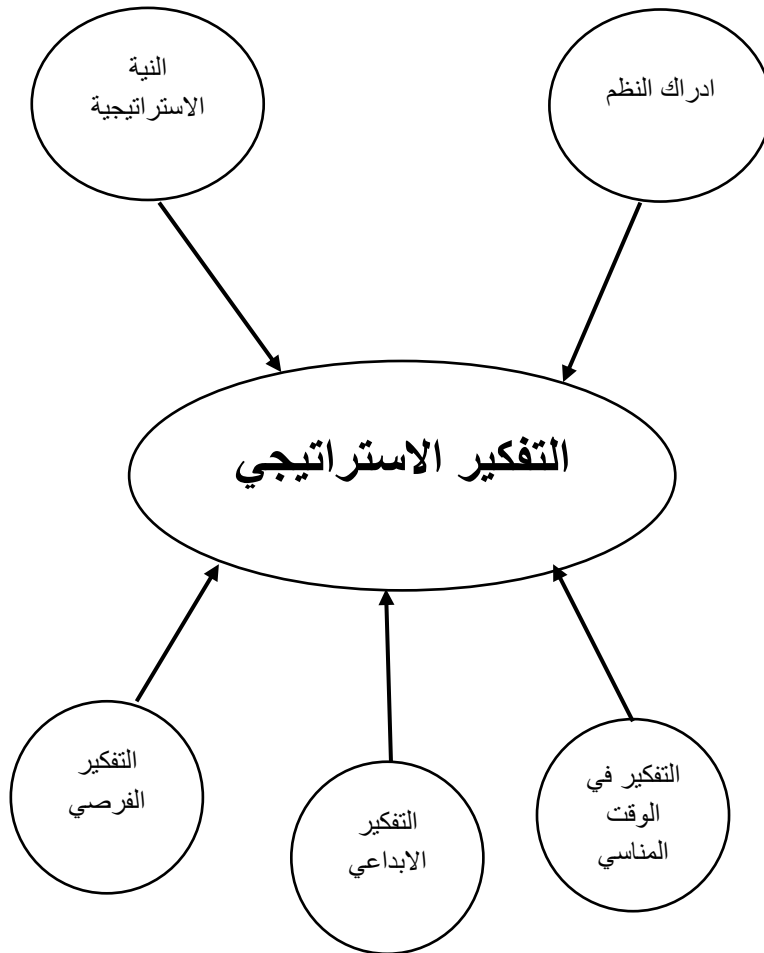 ادراك النظم
النية
الاستراتيجية
التفكير الاستراتيجي
التفكير في
الوقت
المناسي
التفكير
الابداعي
التفكير
الفرصي